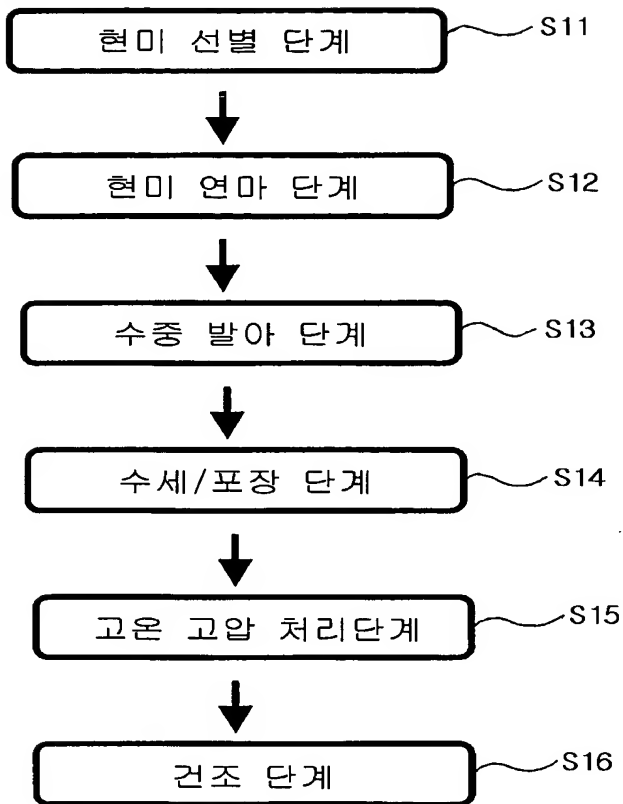 현미 선별 단계 S11
현미 연마 단계 S12
수중 발아 단계 S13
수세/포장 단계 S14
고온 고압 처리단계 S15
건조 단계 S16